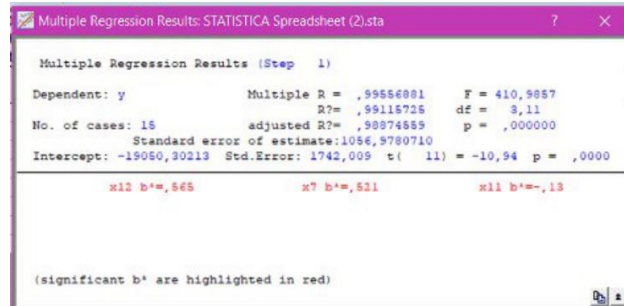 Multiple Regression Results: STATISTICA Spreadsheet (2).sta ? ×
Multiple Regression Results (Step 1)
Dependent: y Multiple R = ,99556881 F = 410,9857
R?= ,99115725 df = 3,11
No. of cases: 15 adjusted R?= ,98874559 p = ,000000
Standard error of estimate:1056,9780710
Intercept: -19050,30213 Std.Error: 1742,009 t( 11) = -10,94 p = ,0000
x12 b*=,565 x7 b*=,521 x11 b*=-,13
(significant b* are highlighted in red)